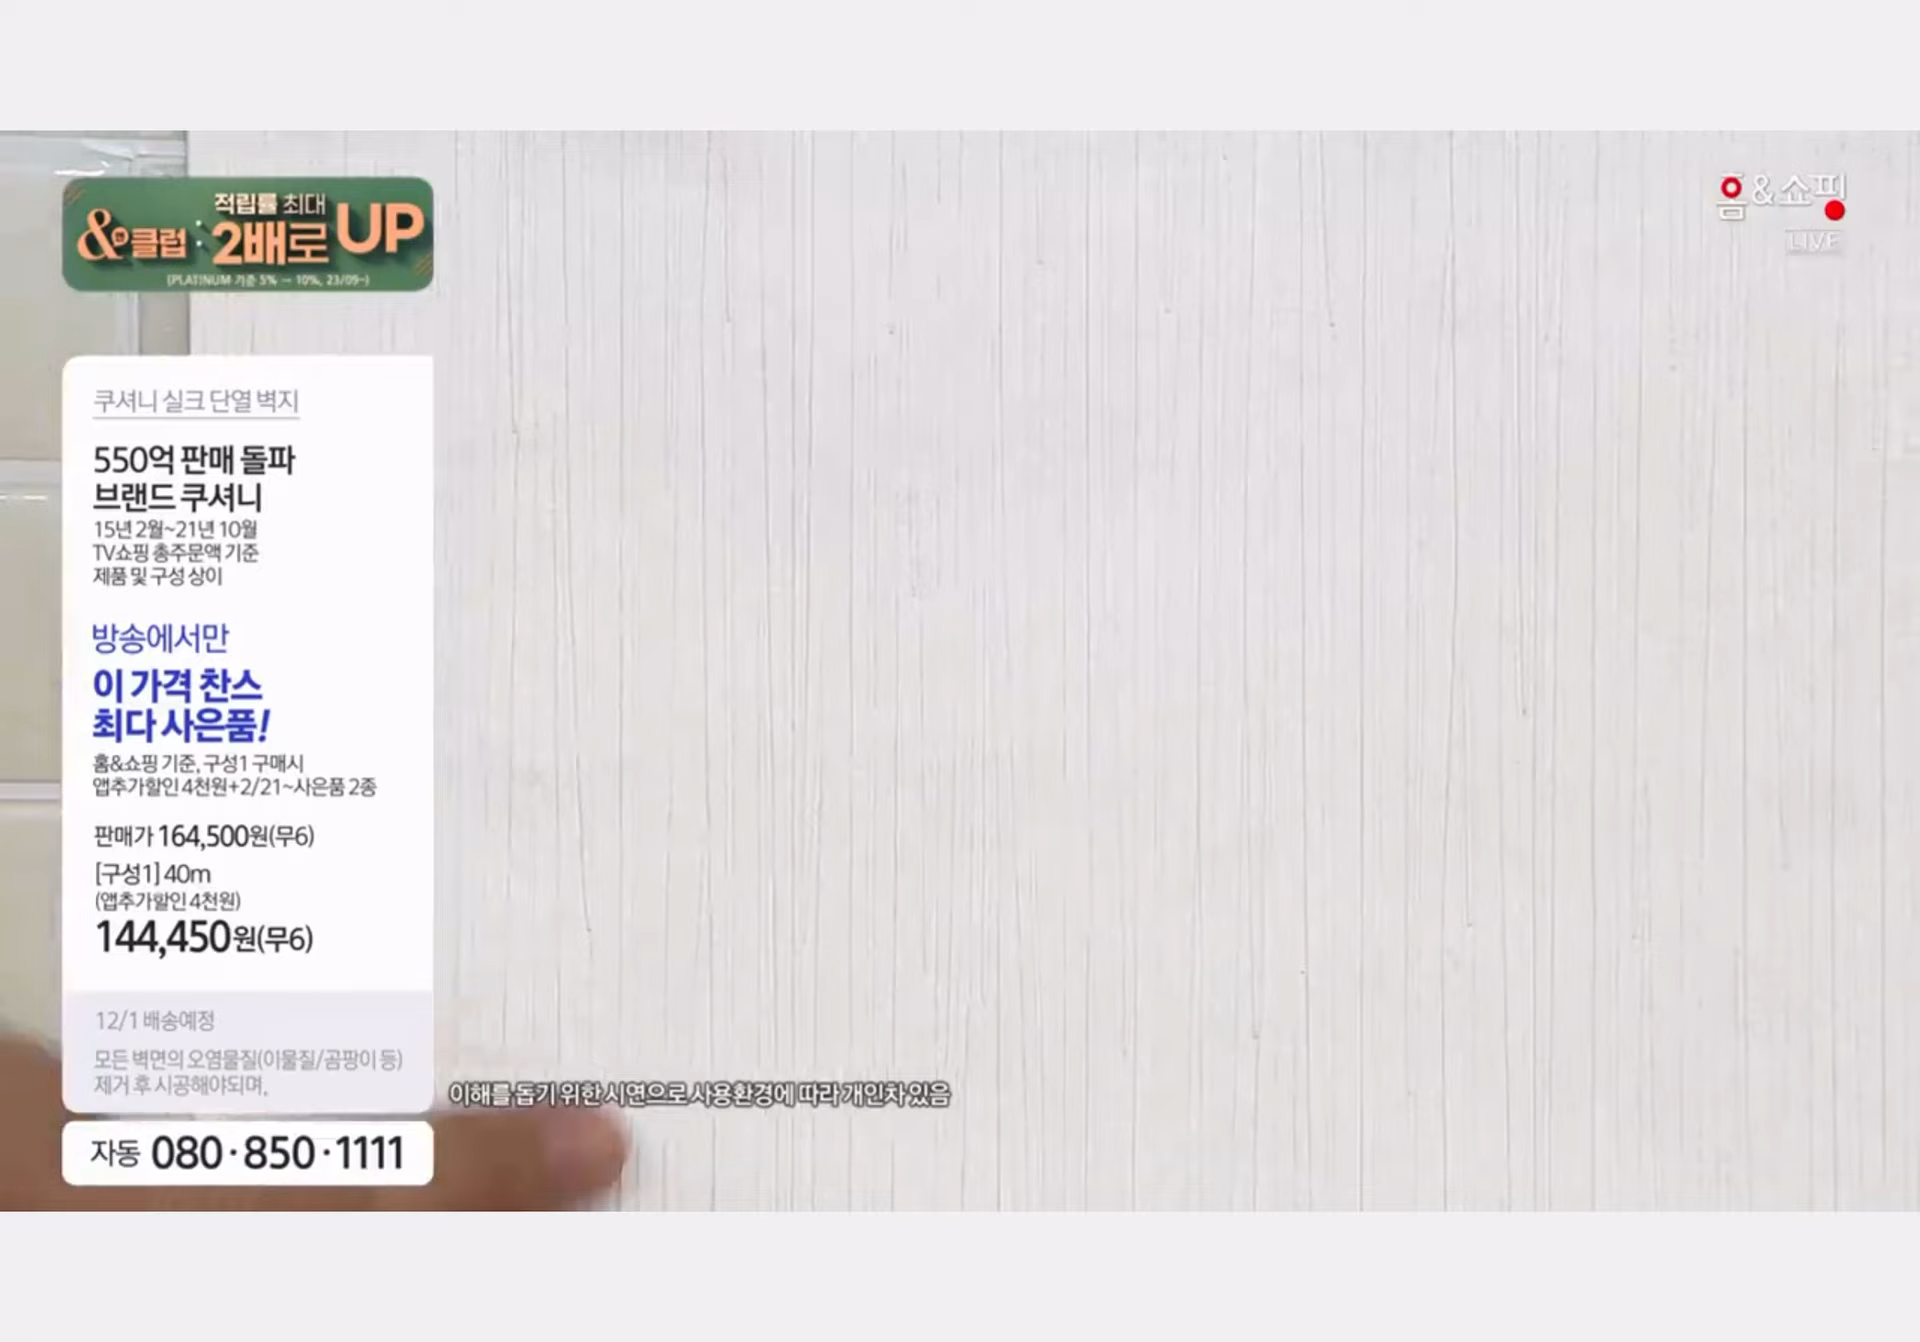 적립률 최대
&앤클럽 : 2배로 UP
(PLATINUM 기준 5% → 10%, 23/09~)
홈&쇼핑
LIVE
쿠셔니 실크 단열 벽지
550억 판매 돌파
브랜드 쿠셔니
15년 2월~21년 10월
TV쇼핑 총주문액 기준
제품 및 구성 상이
방송에서만
이 가격 찬스
최다 사은품!
홈&쇼핑 기준, 구성1 구매시
앱추가할인 4천원+2/21~사은품 2종
판매가 164,500원(무6)
[구성1] 40m
(앱추가할인 4천원)
144,450원(무6)
12/1 배송예정
모든 벽면의 오염물질(이물질/곰팡이 등)
제거 후 시공해야되며,
이해를 돕기 위한 시연으로 사용환경에 따라 개인차 있음
자동 080·850·1111